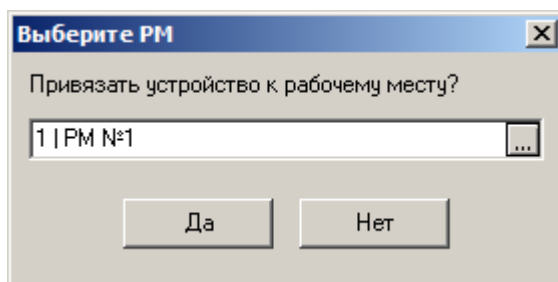 Выберите РМ
Привязать устройство к рабочему месту?
1 | РМ №1
...
Да
Нет